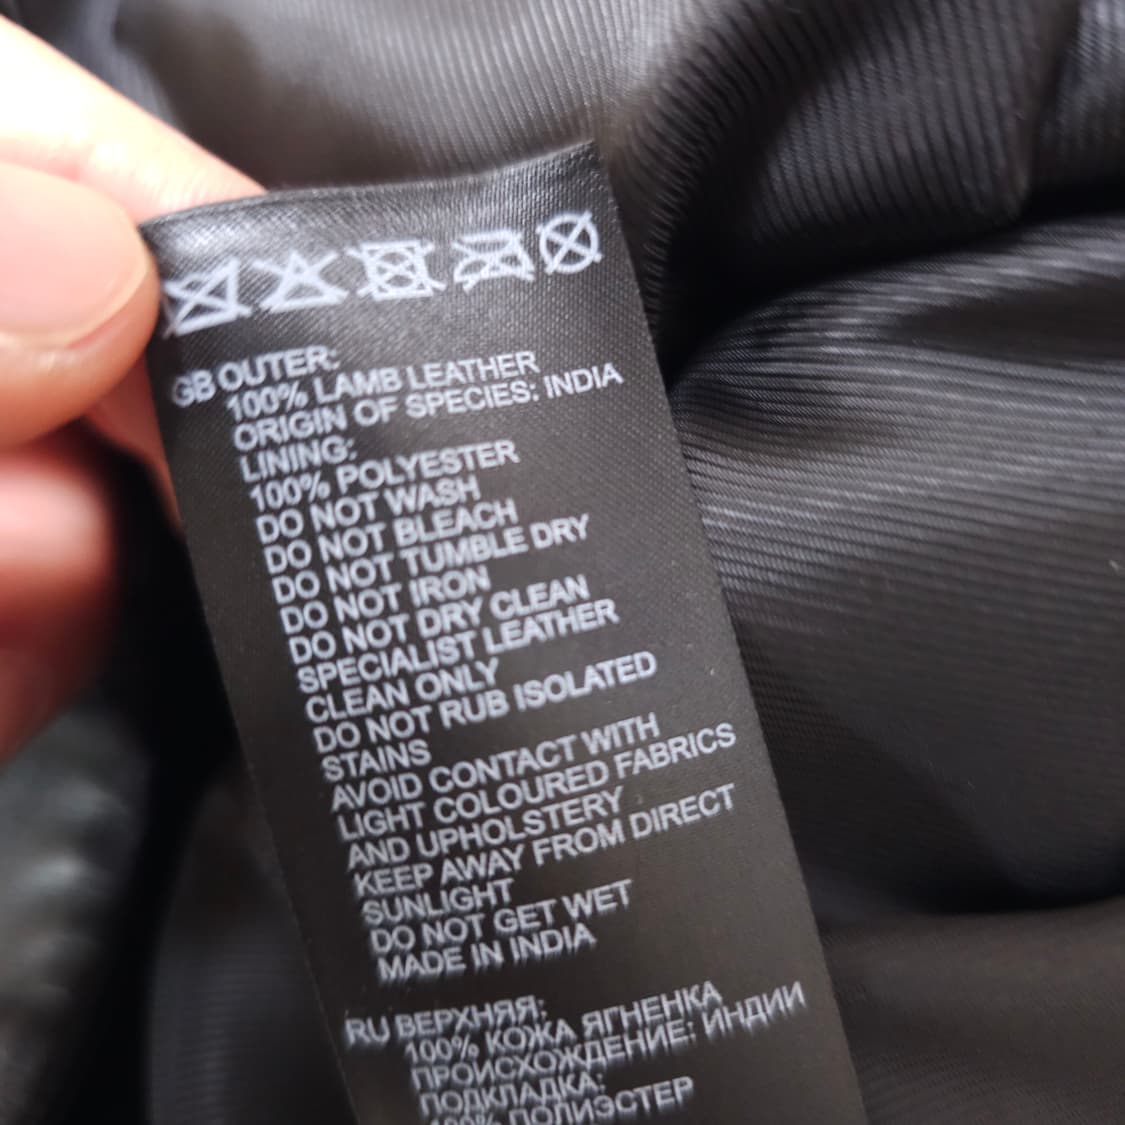 GB OUTER:
100% LAMB LEATHER
ORIGIN OF SPECIES: INDIA
LINING:
100% POLYESTER
DO NOT WASH
DO NOT BLEACH
DO NOT TUMBLE DRY
DO NOT IRON
DO NOT DRY CLEAN
SPECIALIST LEATHER
CLEAN ONLY
DO NOT RUB ISOLATED
STAINS
AVOID CONTACT WITH
LIGHT COLOURED FABRICS
AND UPHOLSTERY
KEEP AWAY FROM DIRECT
SUNLIGHT
DO NOT GET WET
MADE IN INDIA
RU ВЕРХНЯЯ:
100% КОЖА ЯГНЕНКА
ПРОИСХОЖДЕНИЕ: ИНДИИ
ПОДКЛАДКА:
100% ПОЛИЭСТЕР